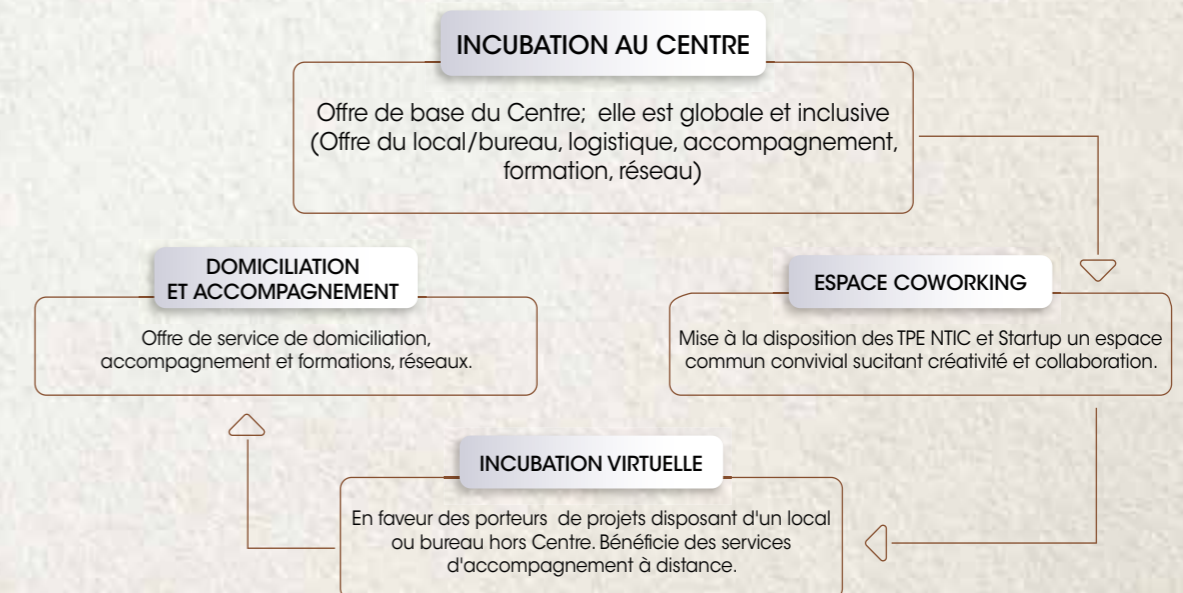 INCUBATION AU CENTRE
Offre de base du Centre; elle est globale et inclusive
(Offre du local/bureau, logistique, accompagnement,
formation, réseau)
DOMICILIATION
ET ACCOMPAGNEMENT
Offre de service de domiciliation,
accompagnement et formations, réseaux.
ESPACE COWORKING
Mise à la disposition des TPE NTIC et Startup un espace
commun convivial sucitant créativité et collaboration.
INCUBATION VIRTUELLE
En faveur des porteurs de projets disposant d'un local
ou bureau hors Centre. Bénéficie des services
d'accompagnement à distance.